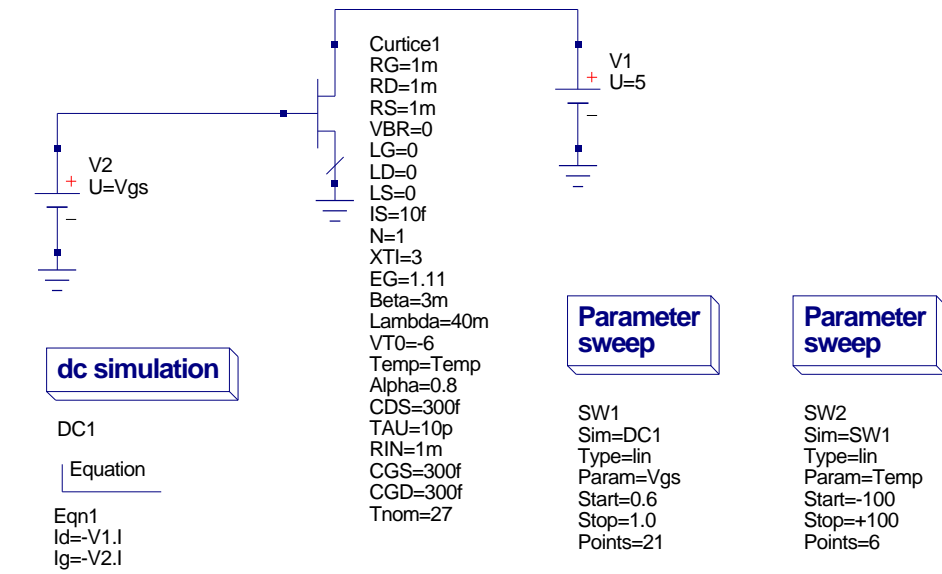 Curtice1
RG=1m
RD=1m
RS=1m
VBR=0
LG=0
LD=0
LS=0
IS=10f
N=1
XTI=3
EG=1.11
Beta=3m
Lambda=40m
VT0=-6
Temp=Temp
Alpha=0.8
CDS=300f
TAU=10p
RIN=1m
CGS=300f
CGD=300f
Tnom=27
V1
U=5
+
−
V2
U=Vgs
+
−
dc simulation
DC1
Equation
Eqn1
Id=-V1.I
Ig=-V2.I
Parameter
sweep
SW1
Sim=DC1
Type=lin
Param=Vgs
Start=0.6
Stop=1.0
Points=21
Parameter
sweep
SW2
Sim=SW1
Type=lin
Param=Temp
Start=-100
Stop=+100
Points=6